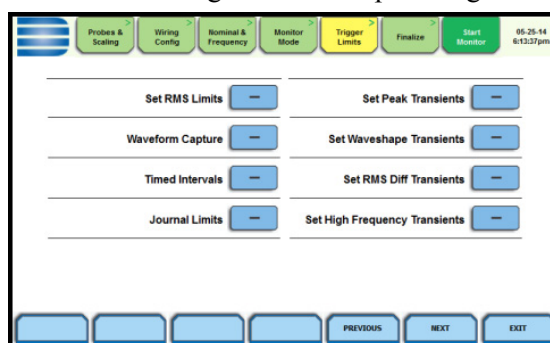 Probes & Scaling
Wiring Config
Nominal & Frequency
Monitor Mode
Trigger Limits
Finalize
Start Monitor
05-25-14
6:13:37pm
Set RMS Limits
Set Peak Transients
Waveform Capture
Set Waveshape Transients
Timed Intervals
Set RMS Diff Transients
Journal Limits
Set High Frequency Transients
PREVIOUS
NEXT
EXIT